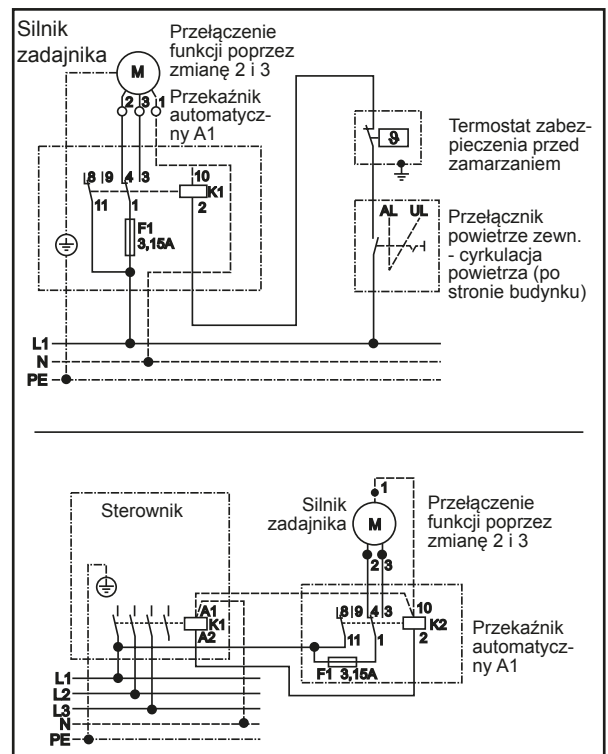 Silnik
zadajnika
Przełączenie
funkcji poprzez
zmianę 2 i 3
M
2 3 1
Przekaźnik
automatycz-
ny A1
8 9 4 3 10
K1
11 1 2
F1
3,15A
Termostat zabez-
pieczenia przed
zamarzaniem
ϑ
AL UL
Przełącznik
powietrze zewn.
- cyrkulacja
powietrza (po
stronie budynku)
L1
N
PE
Sterownik
Silnik
zadajnika
1
M
2 3
Przełączenie
funkcji poprzez
zmianę 2 i 3
A1
K1
A2
8 9 4 3 10
K2
11 1 2
F1 3,15A
Przekaźnik
automatycz-
ny A1
L1
L2
L3
N
PE